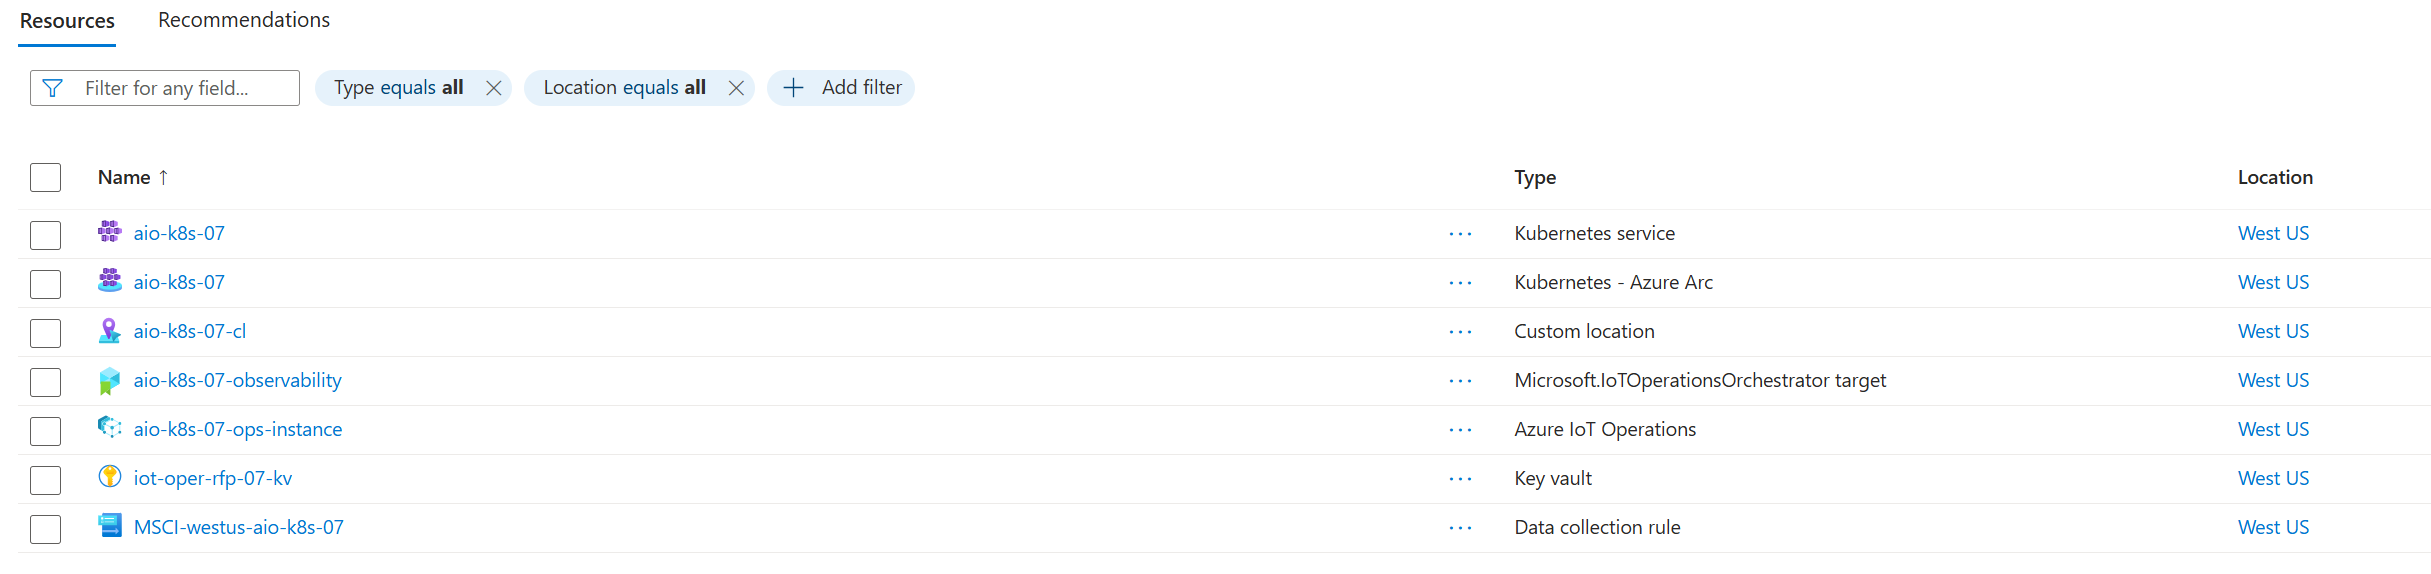 Resources Recommendations
Filter for any field... Type equals all Location equals all Add filter
Name ↑ Type Location
aio-k8s-07 ... Kubernetes service West US
aio-k8s-07 ... Kubernetes - Azure Arc West US
aio-k8s-07-cl ... Custom location West US
aio-k8s-07-observability ... Microsoft.IoTOperationsOrchestrator target West US
aio-k8s-07-ops-instance ... Azure IoT Operations West US
iot-oper-rfp-07-kv ... Key vault West US
MSCI-westus-aio-k8s-07 ... Data collection rule West US